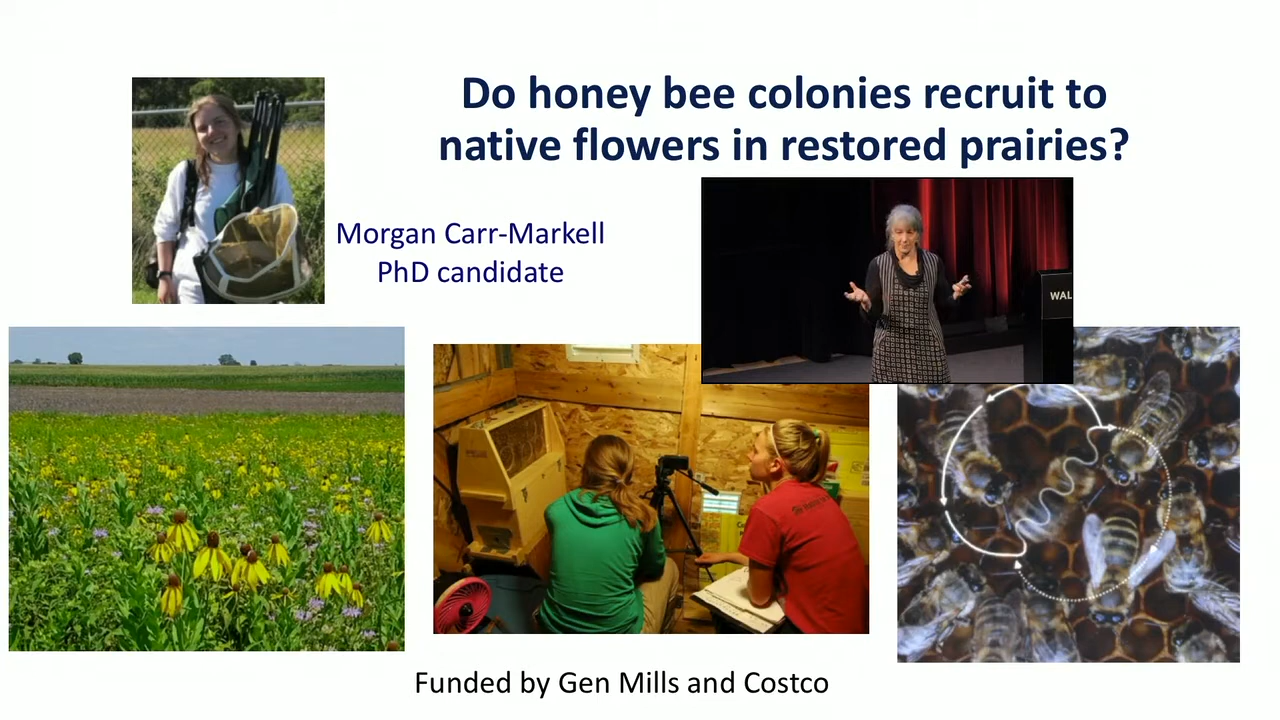 Do honey bee colonies recruit to
native flowers in restored prairies?
Morgan Carr-Markell
PhD candidate
WAL
Funded by Gen Mills and Costco